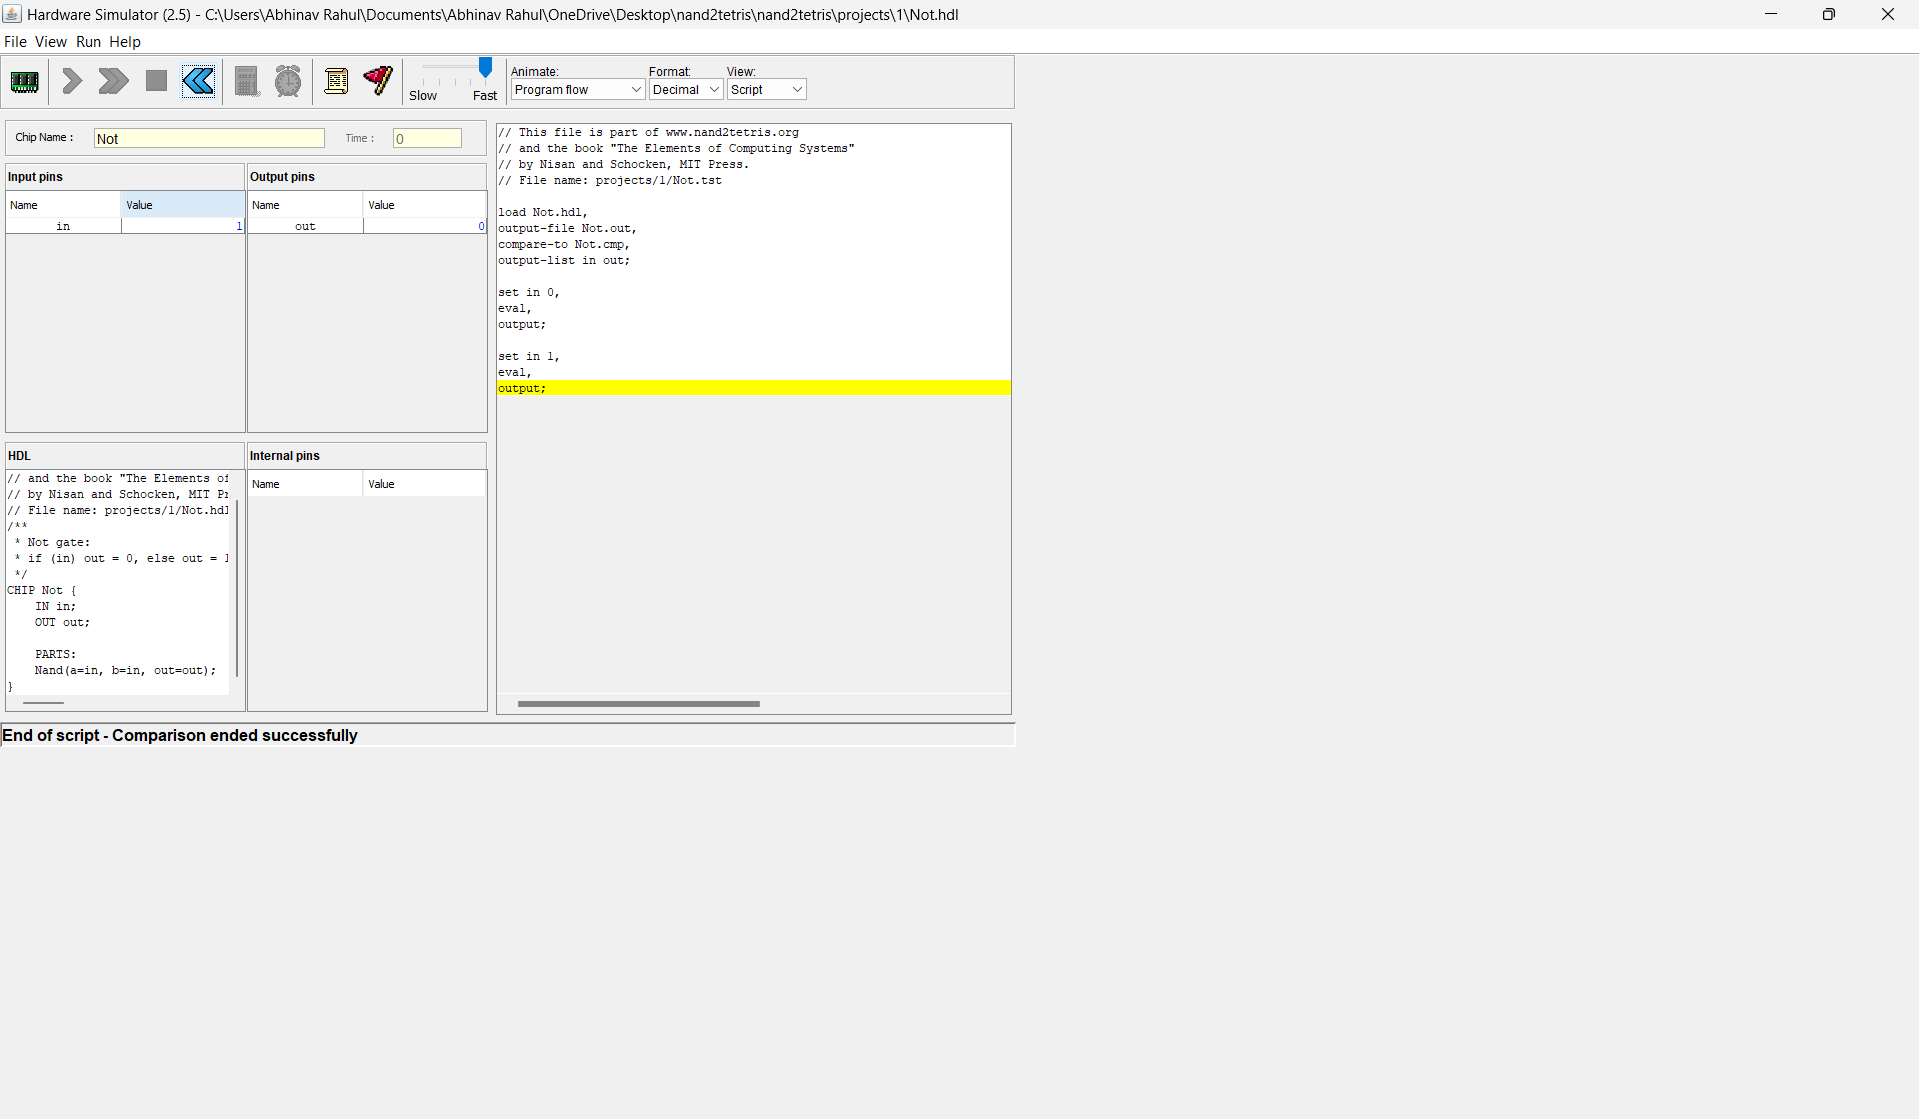 Hardware Simulator (2.5) - C:\Users\Abhinav Rahul\Documents\Abhinav Rahul\OneDrive\Desktop\nand2tetris\nand2tetris\projects\1\Not.hdl
File View Run Help
Slow Fast
Animate: Format: View:
Program flow Decimal Script
Chip Name : Not Time : 0
Input pins
Name Value
in 1
Output pins
Name Value
out 0
HDL
// and the book "The Elements of
// by Nisan and Schocken, MIT Pr
// File name: projects/1/Not.hdl
/**
* Not gate:
* if (in) out = 0, else out = 1
*/
CHIP Not {
IN in;
OUT out;
PARTS:
Nand(a=in, b=in, out=out);
}
Internal pins
Name Value
// This file is part of www.nand2tetris.org
// and the book "The Elements of Computing Systems"
// by Nisan and Schocken, MIT Press.
// File name: projects/1/Not.tst
load Not.hdl,
output-file Not.out,
compare-to Not.cmp,
output-list in out;
set in 0,
eval,
output;
set in 1,
eval,
output;
End of script - Comparison ended successfully